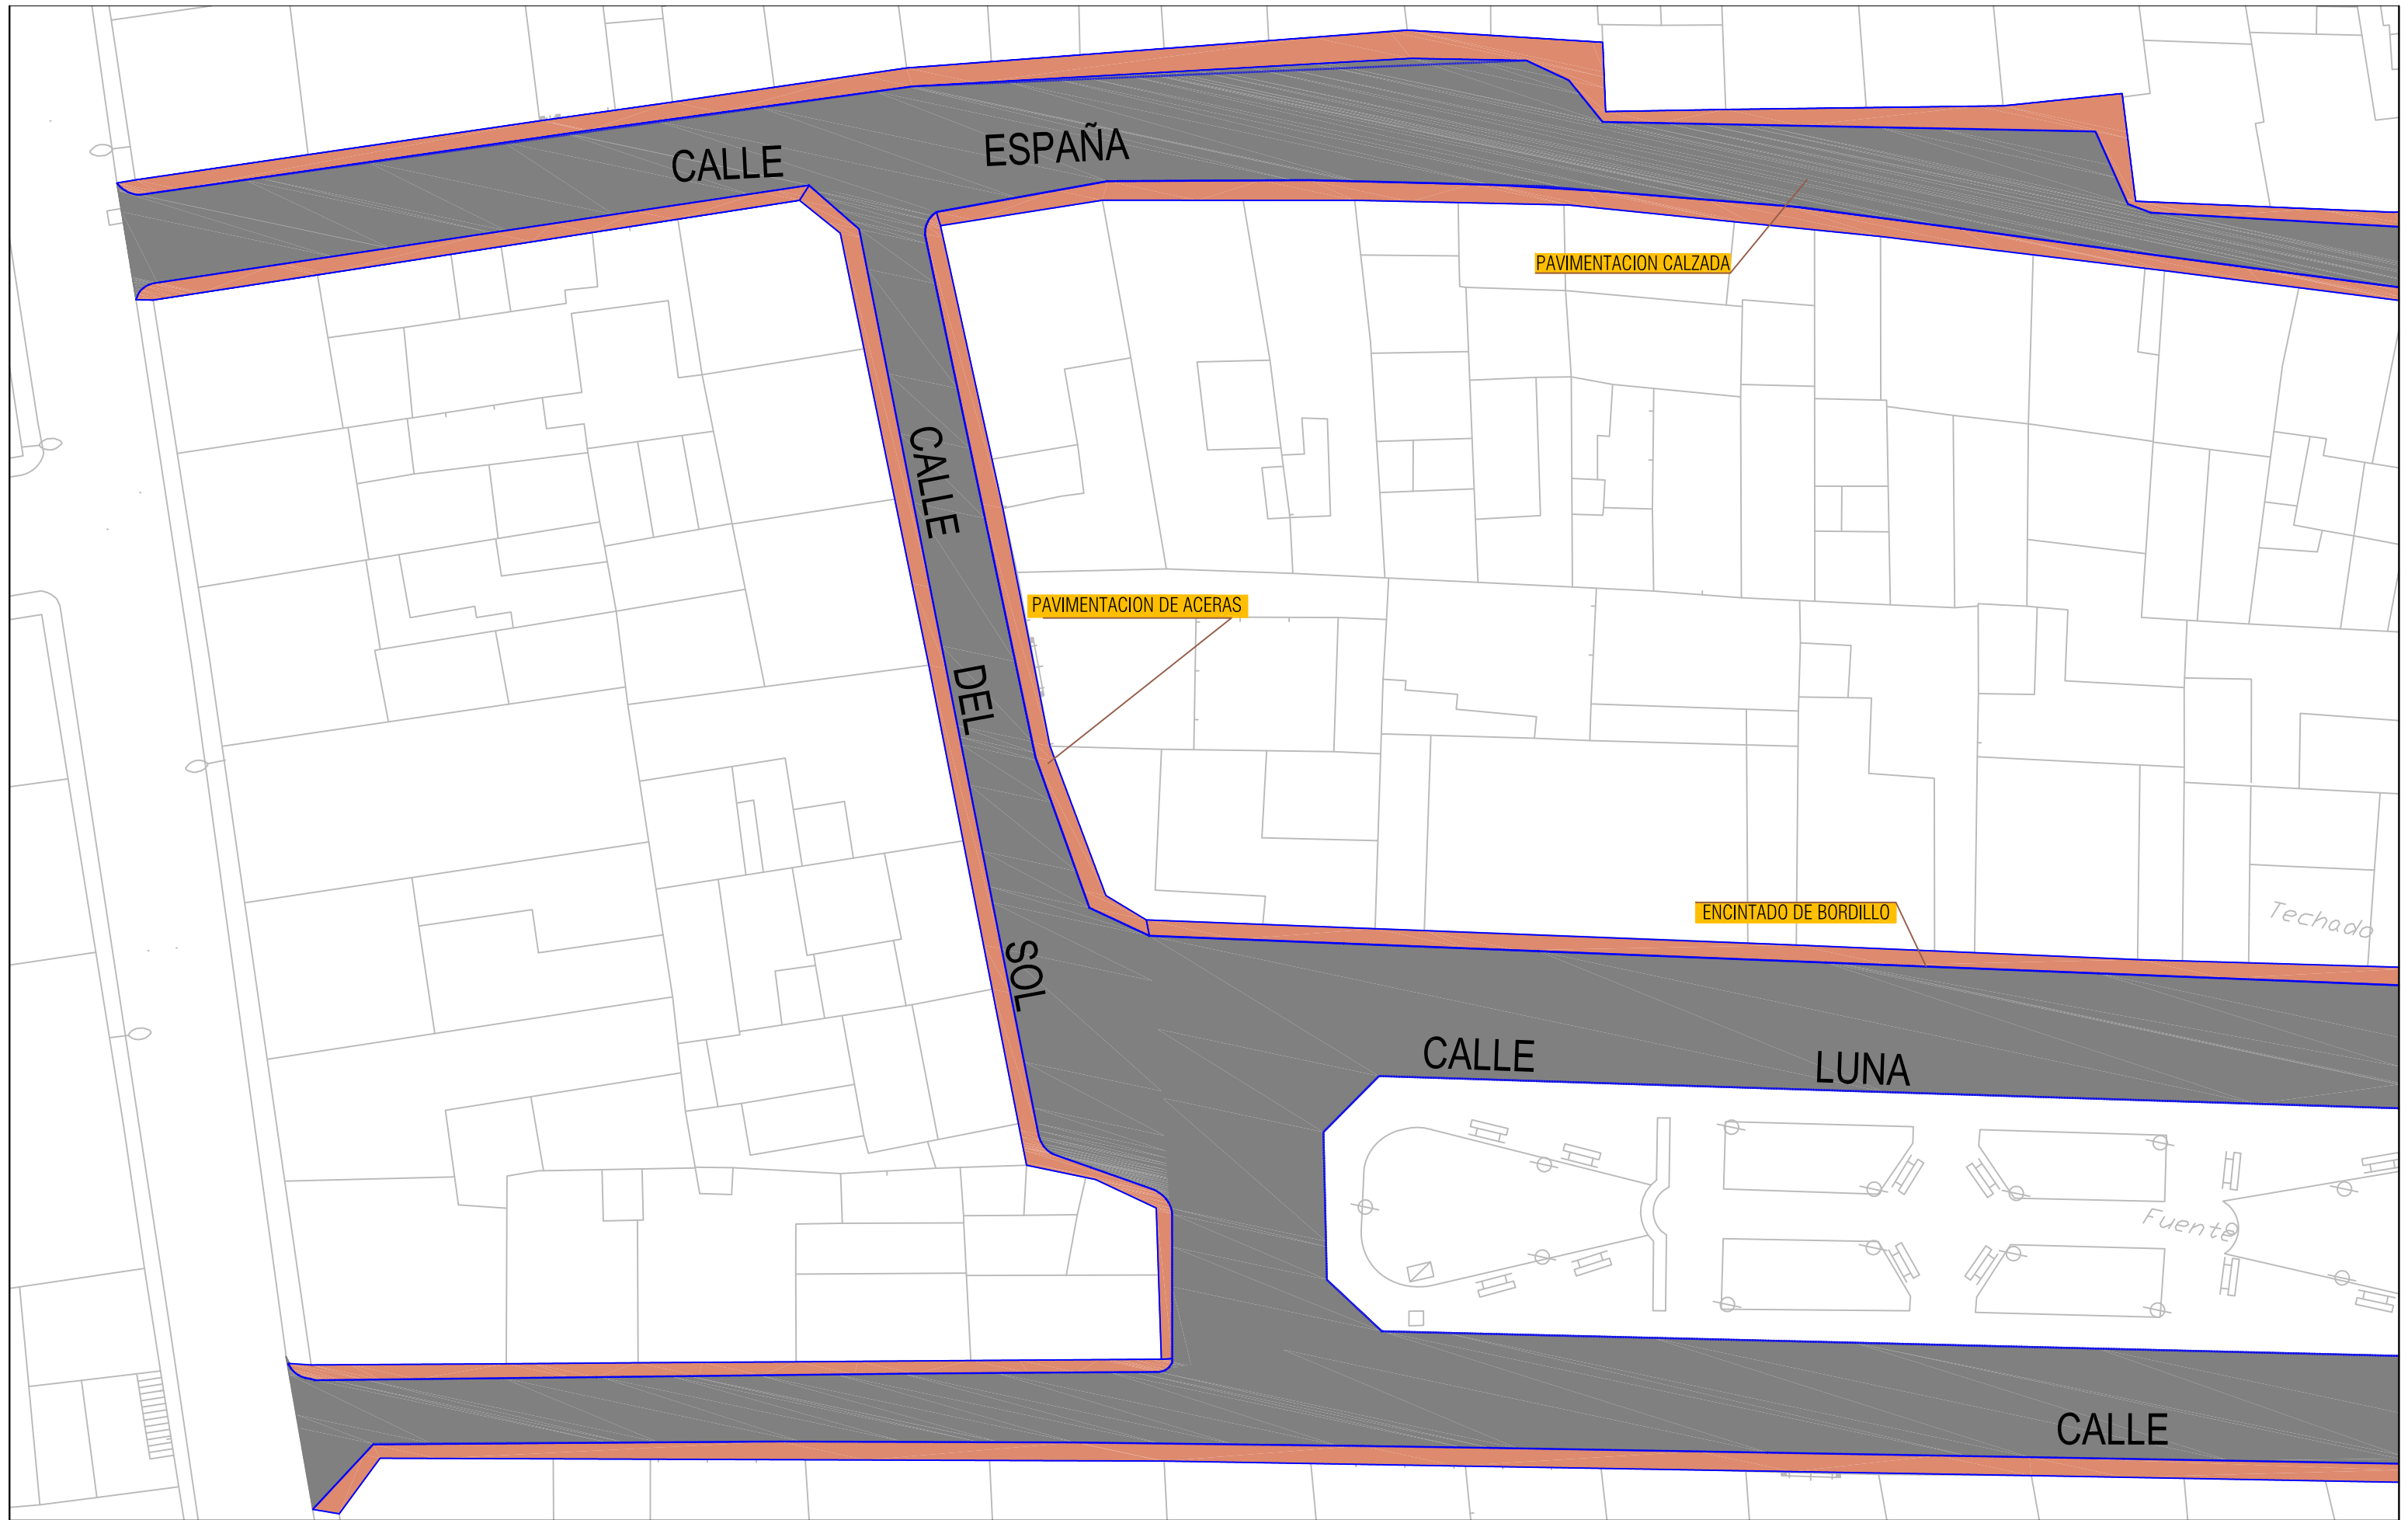 CALLE ESPAÑA
PAVIMENTACION CALZADA
CALLE DEL SOL
PAVIMENTACION DE ACERAS
ENCINTADO DE BORDILLO
Techado
CALLE LUNA
Fuente
CALLE